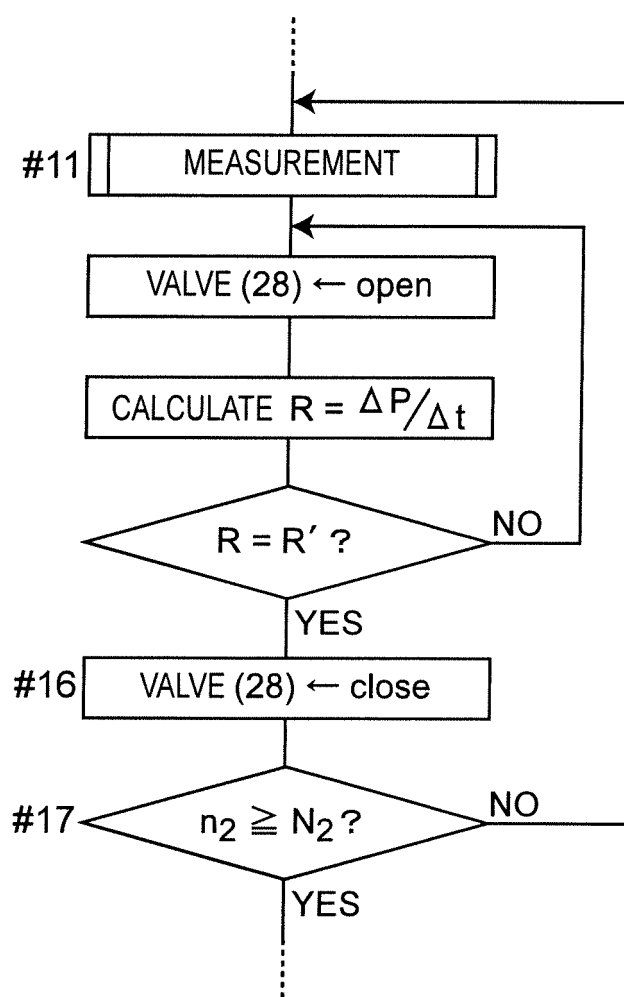 #11 MEASUREMENT
VALVE (28) ← open
CALCULATE R = ΔP/Δt
R = R′ ?
NO
YES
#16 VALVE (28) ← close
#17 n₂ ≧ N₂ ?
NO
YES